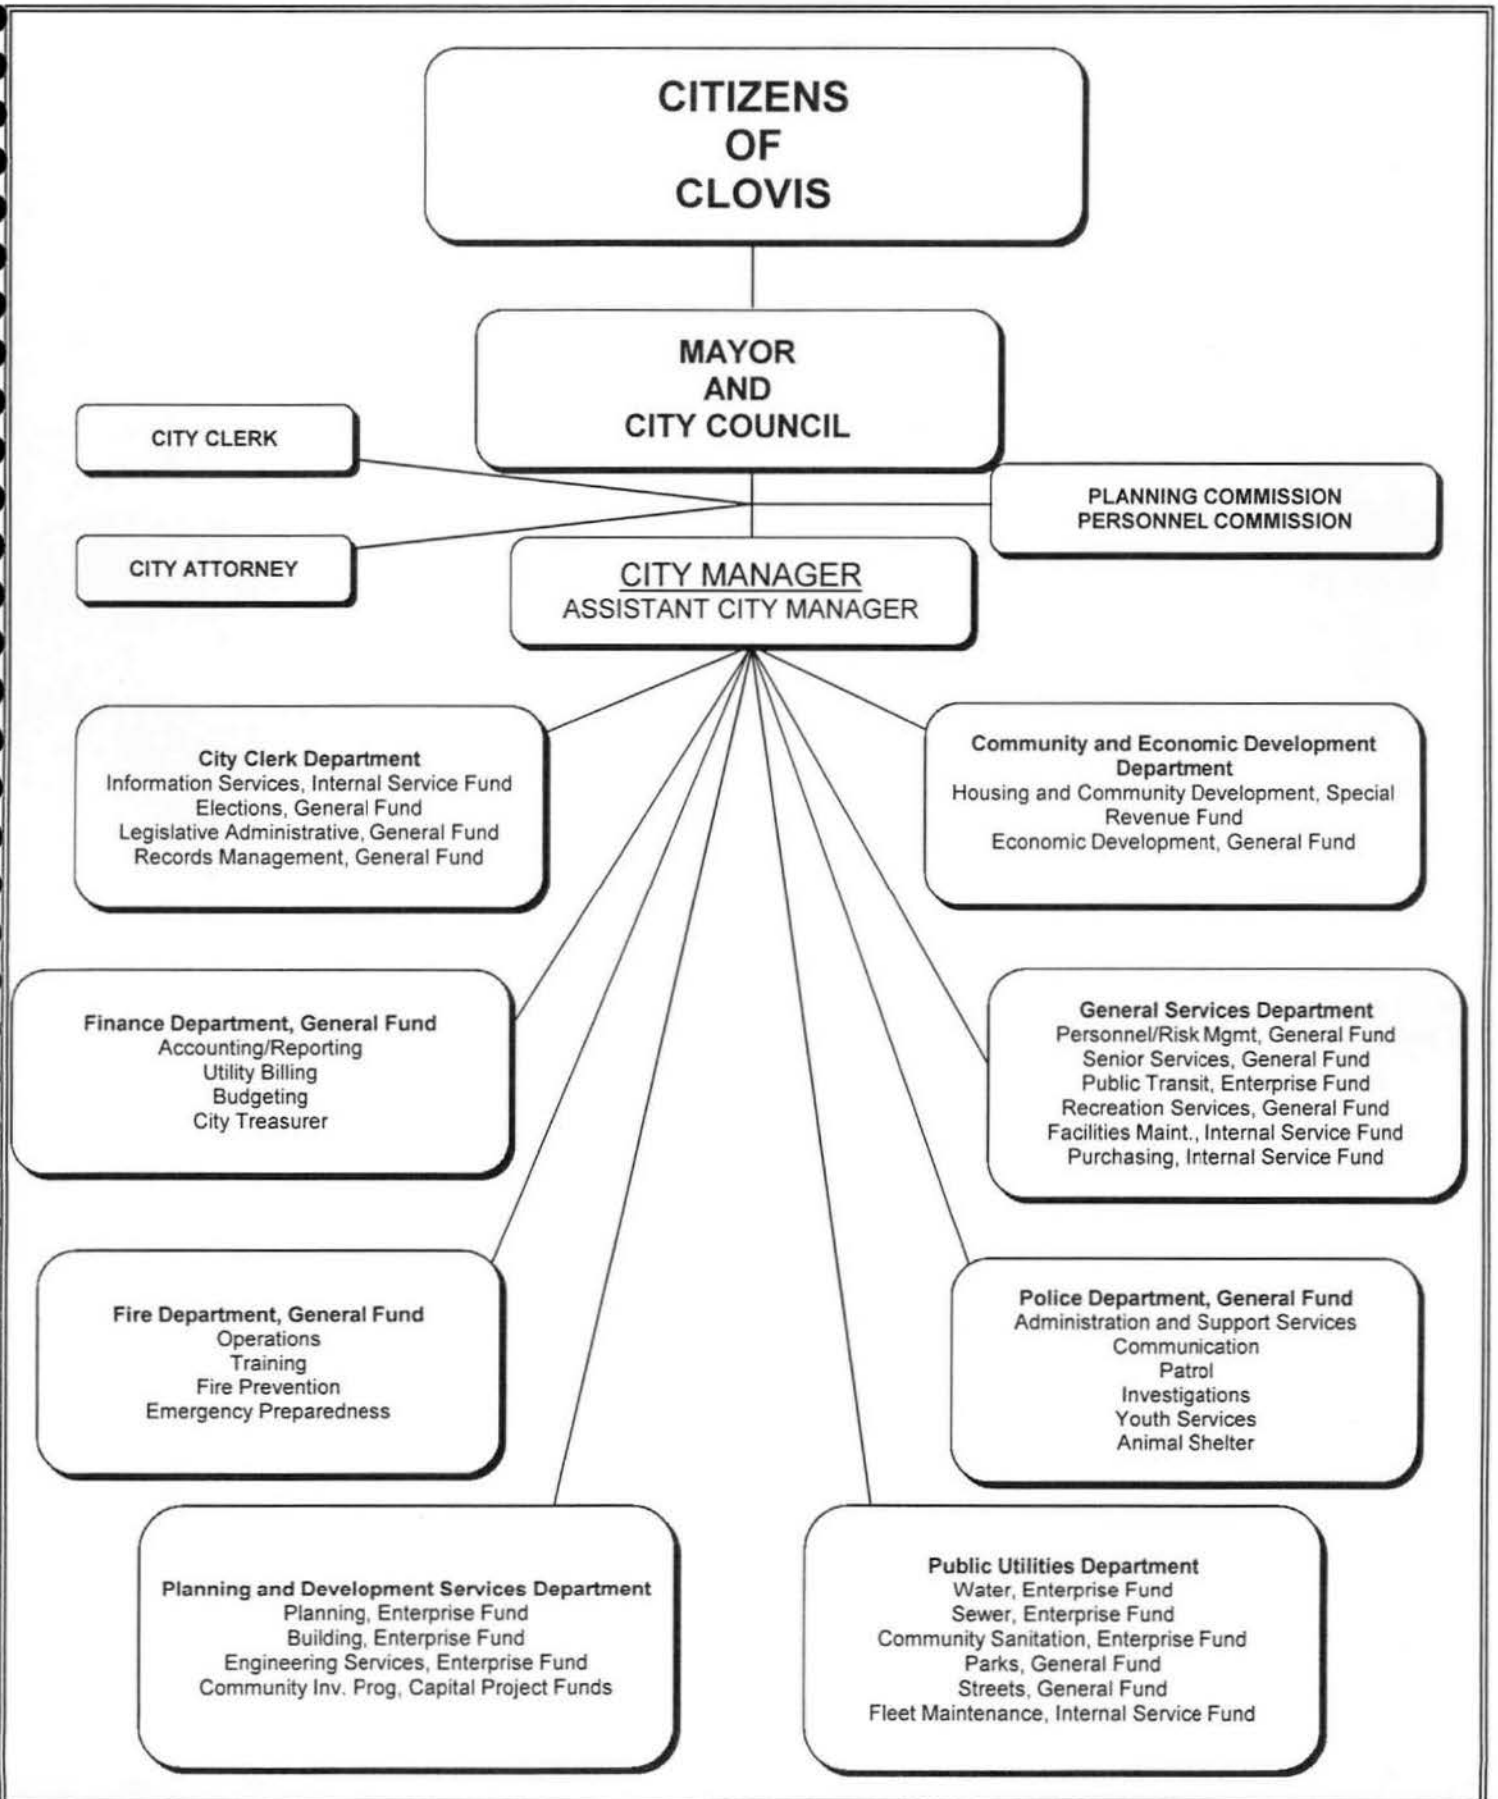 CITIZENS
OF
CLOVIS
MAYOR
AND
CITY COUNCIL
CITY CLERK
PLANNING COMMISSION
PERSONNEL COMMISSION
CITY ATTORNEY
CITY MANAGER
ASSISTANT CITY MANAGER
City Clerk Department
Information Services, Internal Service Fund
Elections, General Fund
Legislative Administrative, General Fund
Records Management, General Fund
Community and Economic Development
Department
Housing and Community Development, Special
Revenue Fund
Economic Development, General Fund
Finance Department, General Fund
Accounting/Reporting
Utility Billing
Budgeting
City Treasurer
General Services Department
Personnel/Risk Mgmt, General Fund
Senior Services, General Fund
Public Transit, Enterprise Fund
Recreation Services, General Fund
Facilities Maint., Internal Service Fund
Purchasing, Internal Service Fund
Fire Department, General Fund
Operations
Training
Fire Prevention
Emergency Preparedness
Police Department, General Fund
Administration and Support Services
Communication
Patrol
Investigations
Youth Services
Animal Shelter
Planning and Development Services Department
Planning, Enterprise Fund
Building, Enterprise Fund
Engineering Services, Enterprise Fund
Community Inv. Prog, Capital Project Funds
Public Utilities Department
Water, Enterprise Fund
Sewer, Enterprise Fund
Community Sanitation, Enterprise Fund
Parks, General Fund
Streets, General Fund
Fleet Maintenance, Internal Service Fund